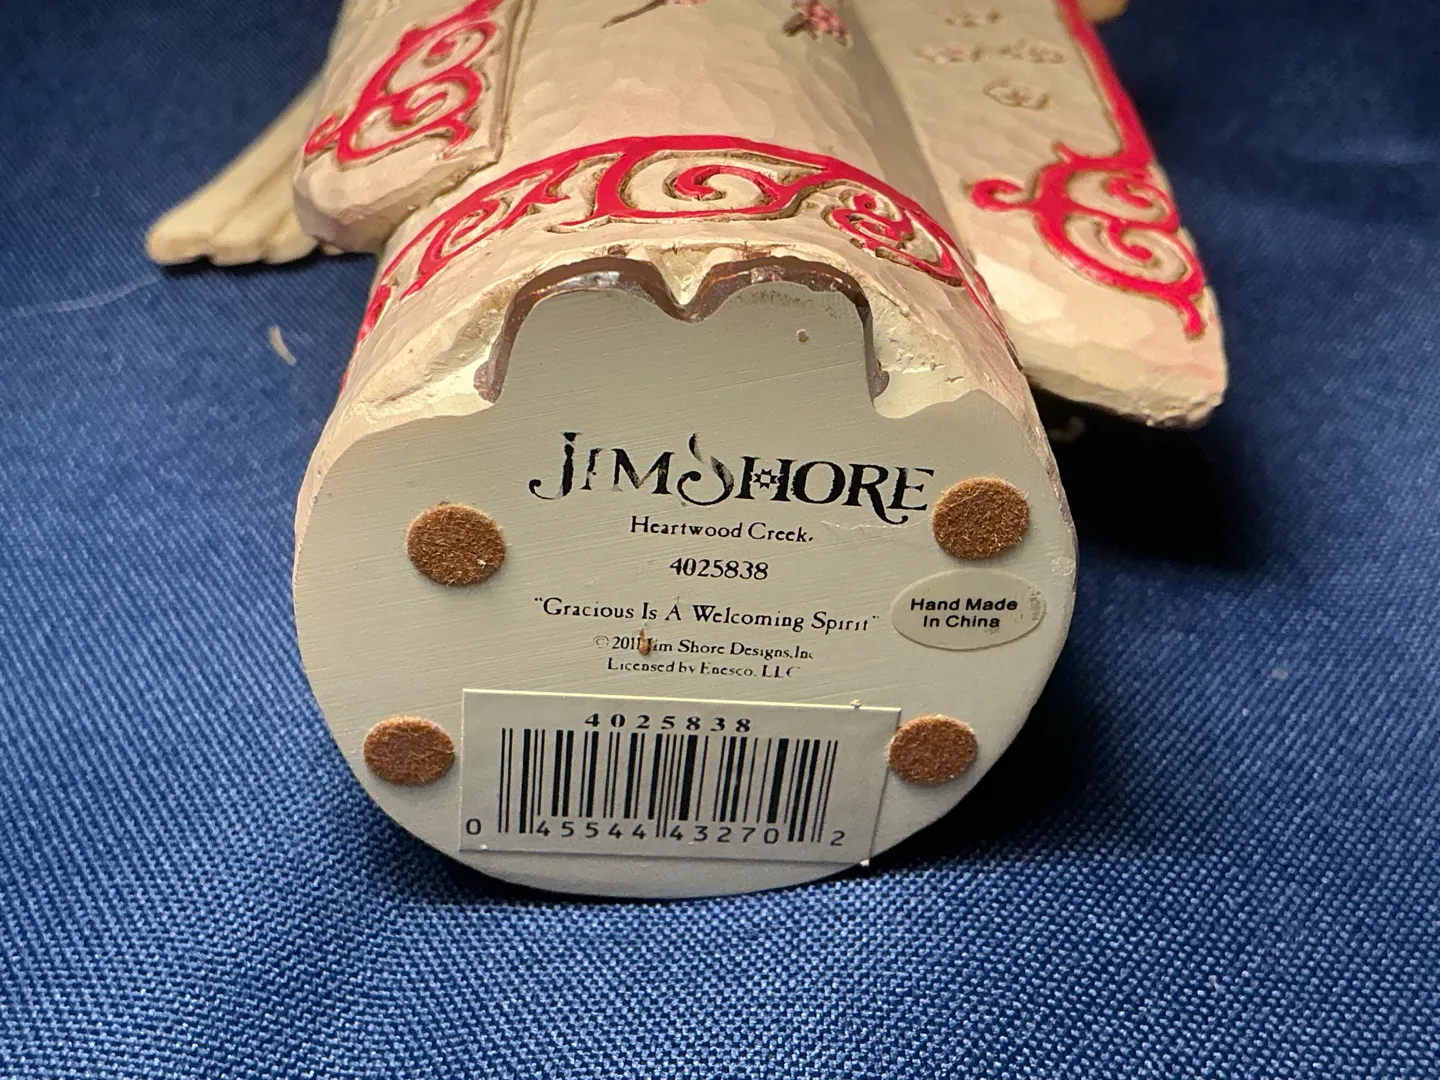 JIM SHORE
Heartwood Creek.
4025838
"Gracious Is A Welcoming Spirit"
Hand Made
In China
© 2011 Jim Shore Designs, Inc
Licensed by Enesco, LLC
4025838
0 45544 43270 2